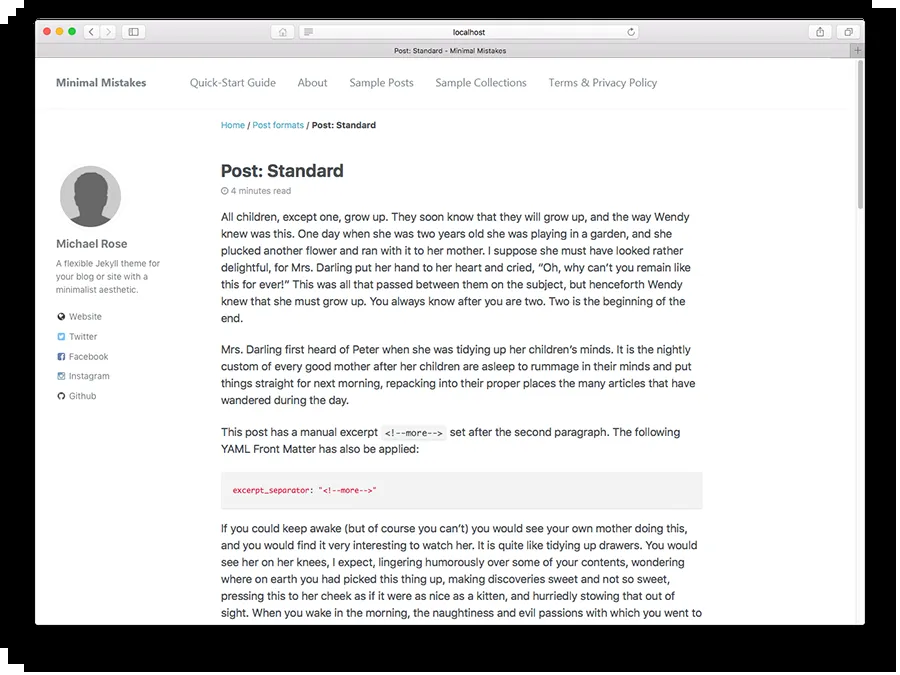 localhost
Post: Standard - Minimal Mistakes
Minimal Mistakes Quick-Start Guide About Sample Posts Sample Collections Terms & Privacy Policy
Home / Post formats / Post: Standard
Michael Rose
A flexible Jekyll theme for
your blog or site with a
minimalist aesthetic.
Website
Twitter
Facebook
Instagram
Github
Post: Standard
4 minutes read
All children, except one, grow up. They soon know that they will grow up, and the way Wendy
knew was this. One day when she was two years old she was playing in a garden, and she
plucked another flower and ran with it to her mother. I suppose she must have looked rather
delightful, for Mrs. Darling put her hand to her heart and cried, “Oh, why can’t you remain like
this for ever!” This was all that passed between them on the subject, but henceforth Wendy
knew that she must grow up. You always know after you are two. Two is the beginning of the
end.
Mrs. Darling first heard of Peter when she was tidying up her children’s minds. It is the nightly
custom of every good mother after her children are asleep to rummage in their minds and put
things straight for next morning, repacking into their proper places the many articles that have
wandered during the day.
This post has a manual excerpt <!--more--> set after the second paragraph. The following
YAML Front Matter has also be applied:
excerpt_separator: "<!--more-->"
If you could keep awake (but of course you can’t) you would see your own mother doing this,
and you would find it very interesting to watch her. It is quite like tidying up drawers. You would
see her on her knees, I expect, lingering humorously over some of your contents, wondering
where on earth you had picked this thing up, making discoveries sweet and not so sweet,
pressing this to her cheek as if it were as nice as a kitten, and hurriedly stowing that out of
sight. When you wake in the morning, the naughtiness and evil passions with which you went to